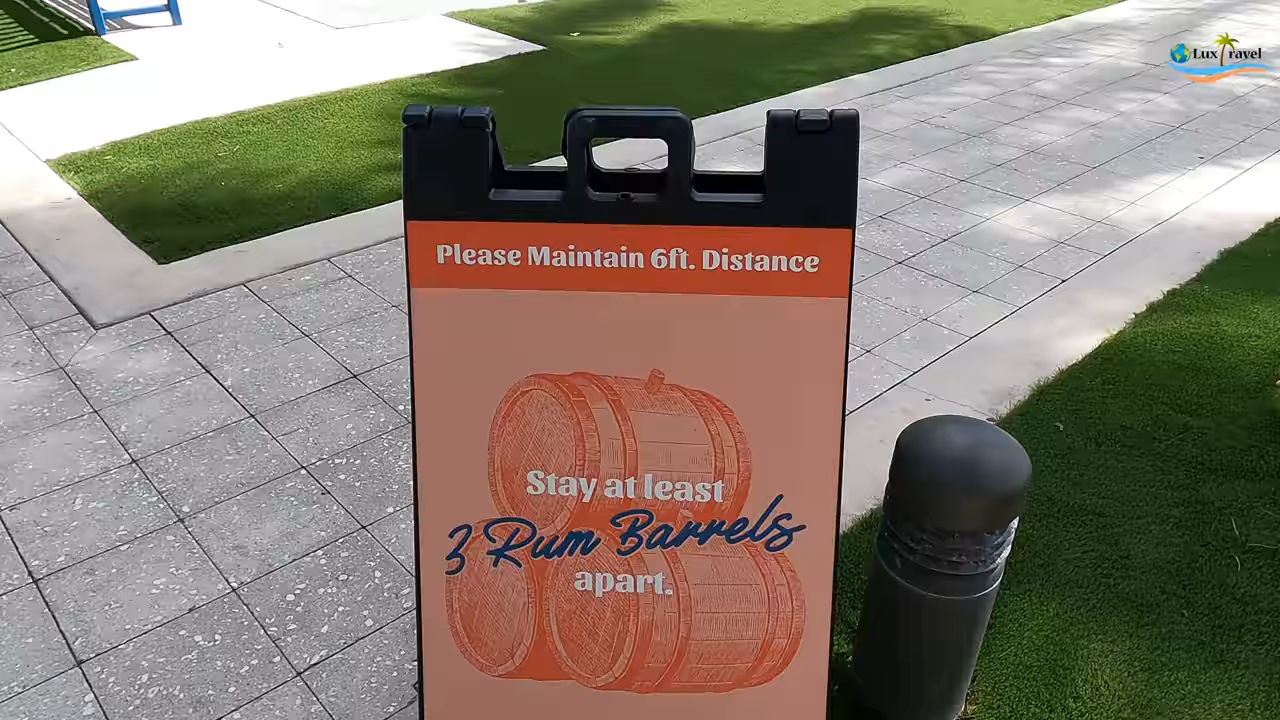 Lux Travel
Please Maintain 6ft. Distance
Stay at least
3 Rum Barrels
apart.